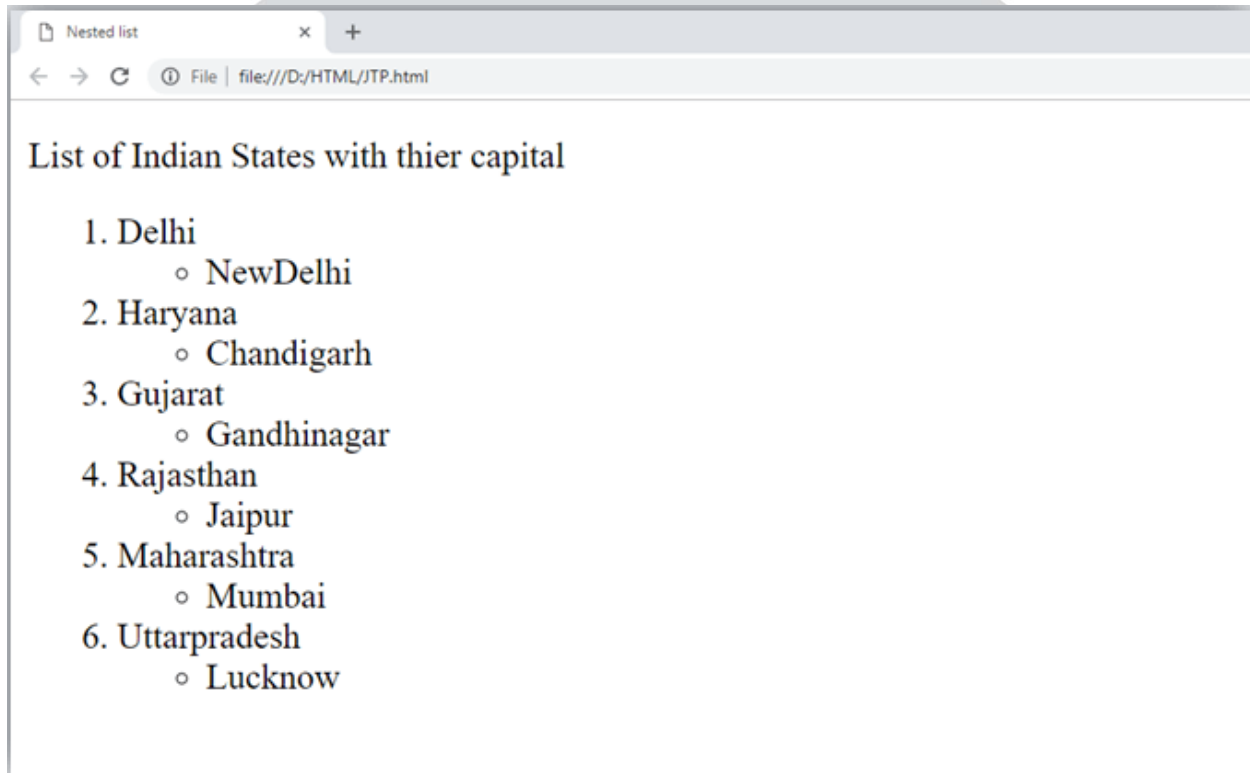 Nested list
File | file:///D:/HTML/JTP.html
List of Indian States with thier capital
1. Delhi
○ NewDelhi
2. Haryana
○ Chandigarh
3. Gujarat
○ Gandhinagar
4. Rajasthan
○ Jaipur
5. Maharashtra
○ Mumbai
6. Uttarpradesh
○ Lucknow